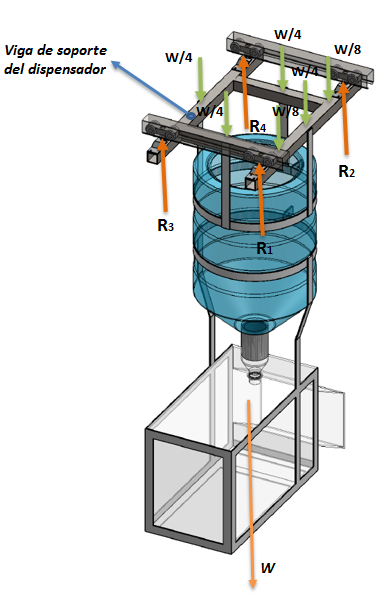 W/4
W/8
Viga de soporte
del dispensador
W/4
W/4
W/4
W/8
R4
R2
R3
R1
W